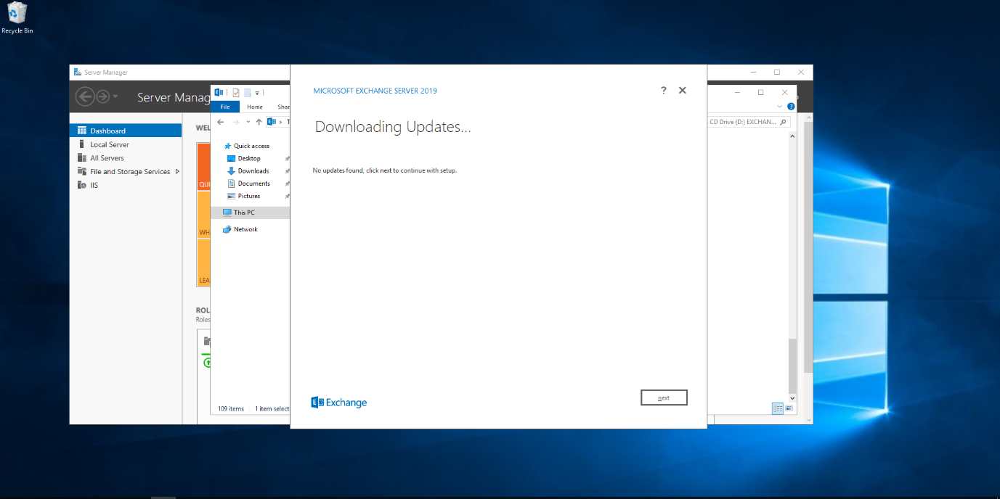 Recycle Bin
Server Manager
Server Manag
Dashboard
Local Server
All Servers
File and Storage Services
IIS
WEL
QUI
WH
LEA
ROL
Roles
File
Home
Shar
T
CD Drive (D:) EXCHAN...
Quick access
Desktop
Downloads
Documents
Pictures
This PC
Network
109 items
1 item select
MICROSOFT EXCHANGE SERVER 2019
?
Downloading Updates...
No updates found, click next to continue with setup.
Exchange
next